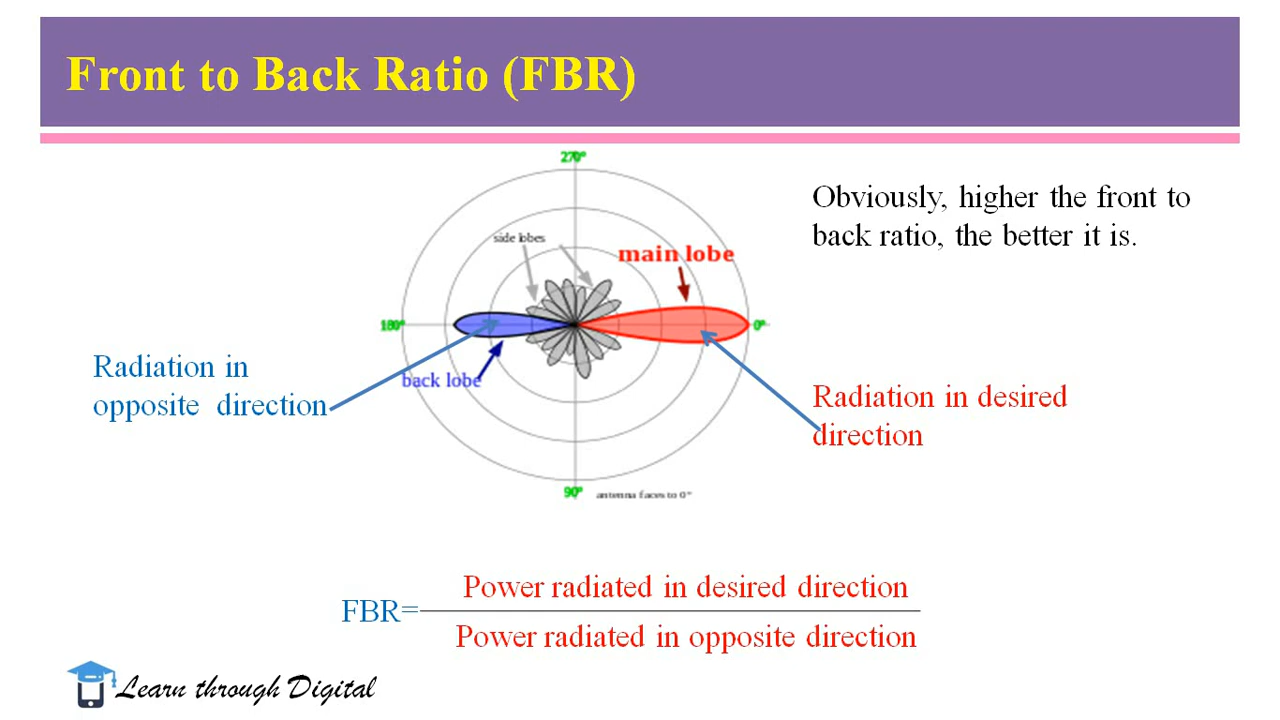 Front to Back Ratio (FBR)
270°
Obviously, higher the front to
back ratio, the better it is.
side lobes
main lobe
180°
0°
Radiation in
opposite direction
back lobe
Radiation in desired
direction
90°
antenna faces to 0°
FBR=
Power radiated in desired direction
Power radiated in opposite direction
Learn through Digital